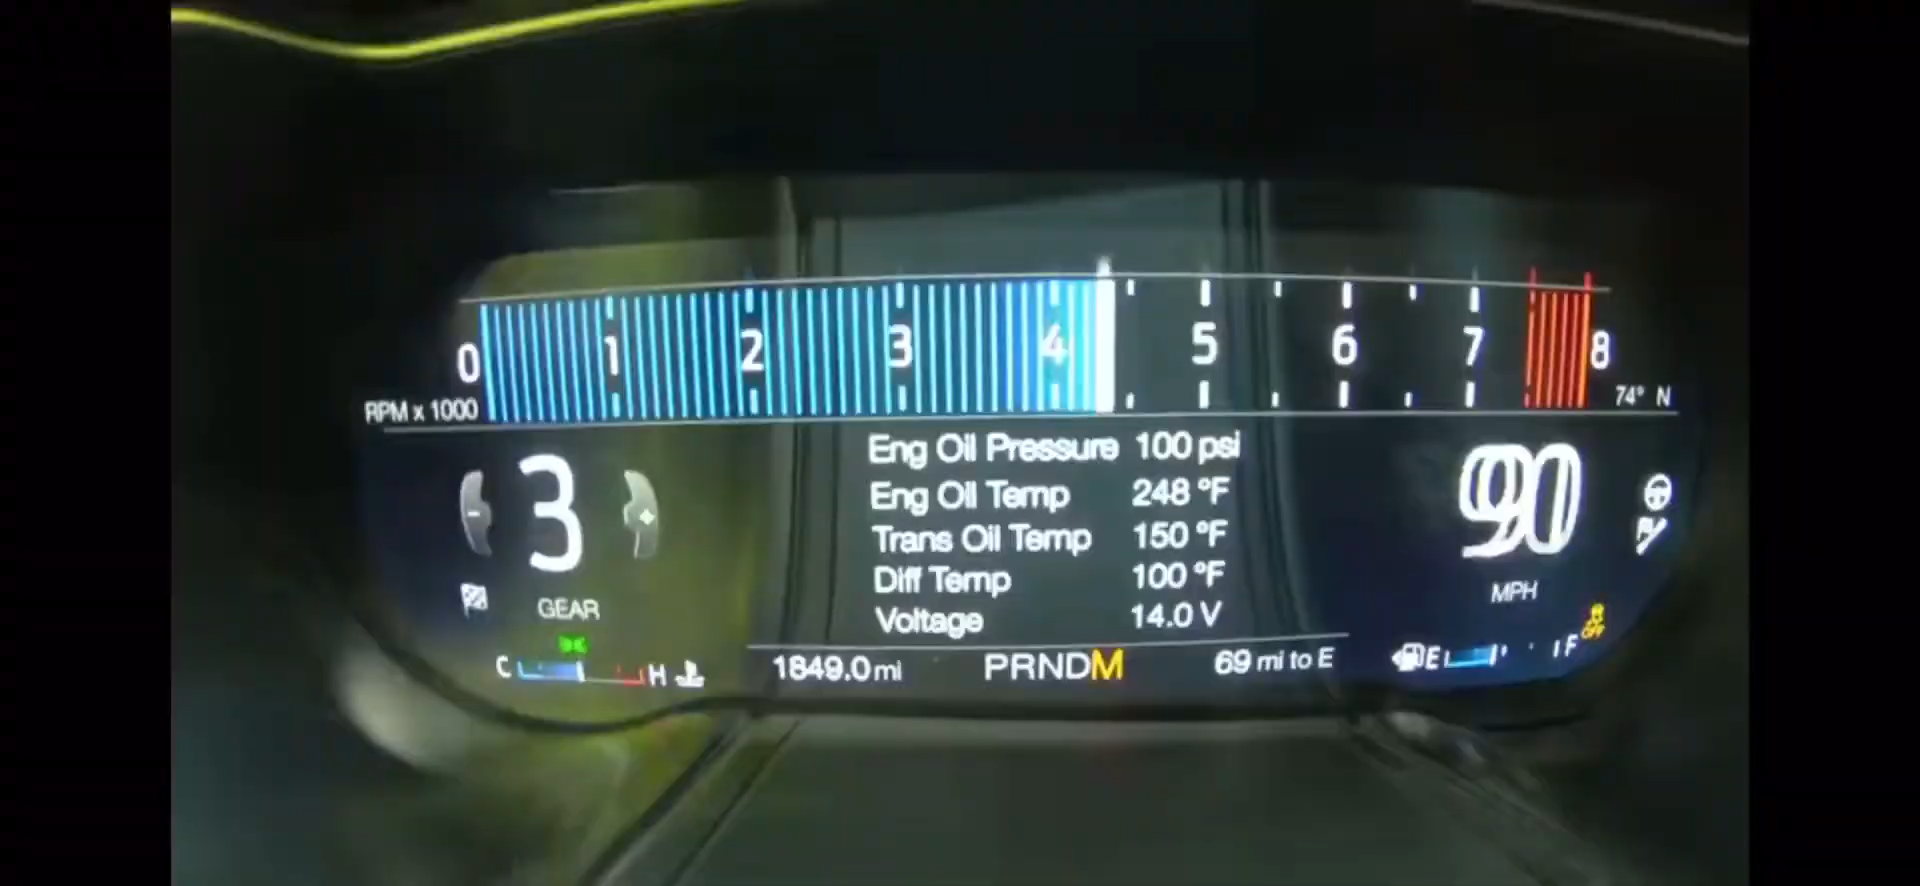 0 1 2 3 4 5 6 7 8
RPM x 1000
74° N
Eng Oil Pressure 100 psi
Eng Oil Temp 248 °F
Trans Oil Temp 150 °F
Diff Temp 100 °F
Voltage 14.0 V
- 3 +
GEAR
90
MPH
OFF
C H
1849.0 mi PRNDM 69 mi to E
E F